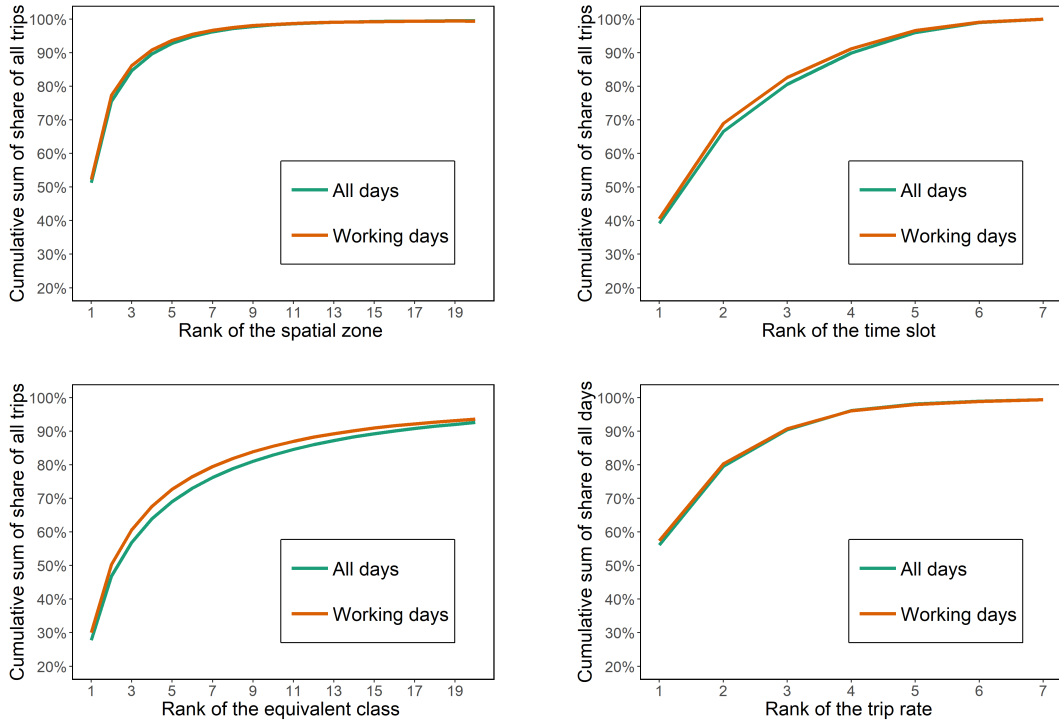 Cumulative sum of share of all trips
100%
90%
80%
70%
60%
50%
40%
30%
20%
All days
Working days
1 3 5 7 9 11 13 15 17 19
Rank of the spatial zone
Cumulative sum of share of all trips
100%
90%
80%
70%
60%
50%
40%
30%
20%
All days
Working days
1 2 3 4 5 6 7
Rank of the time slot
Cumulative sum of share of all trips
100%
90%
80%
70%
60%
50%
40%
30%
20%
All days
Working days
1 3 5 7 9 11 13 15 17 19
Rank of the equivalent class
Cumulative sum of share of all days
100%
90%
80%
70%
60%
50%
40%
30%
20%
All days
Working days
1 2 3 4 5 6 7
Rank of the trip rate